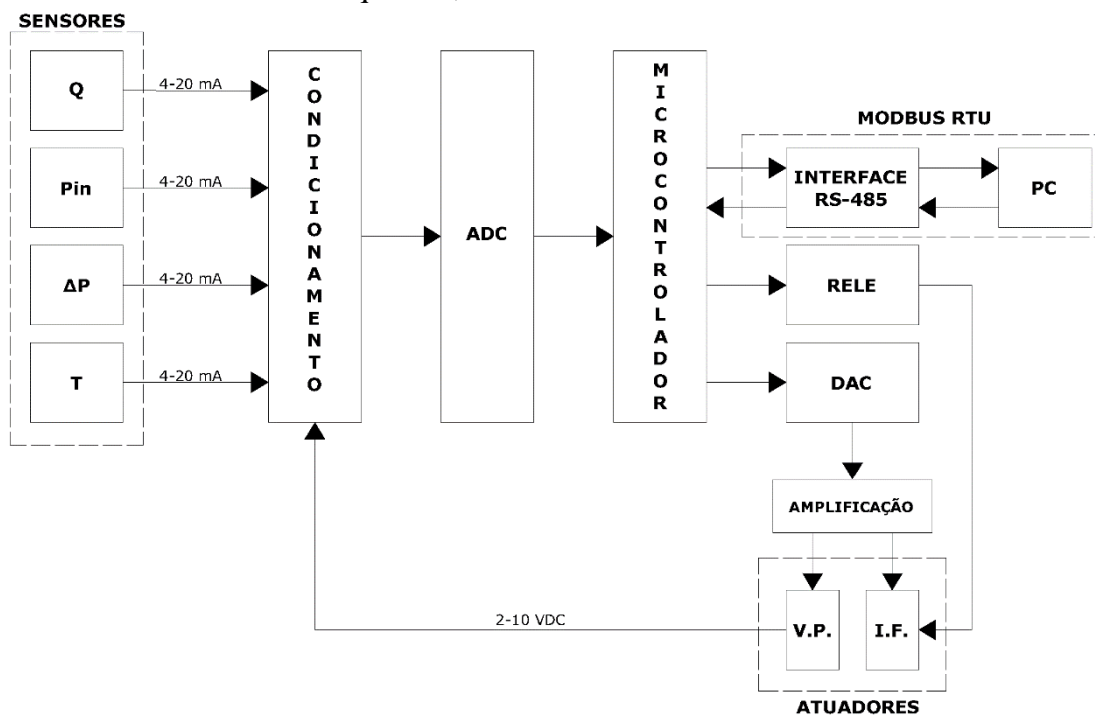 SENSORES
Q
4-20 mA
Pin
4-20 mA
ΔP
4-20 mA
T
4-20 mA
CONDICIONAMENTO
ADC
MICROCONTROLADOR
MODBUS RTU
INTERFACE
RS-485
PC
RELE
DAC
AMPLIFICAÇÃO
V.P.
I.F.
2-10 VDC
ATUADORES